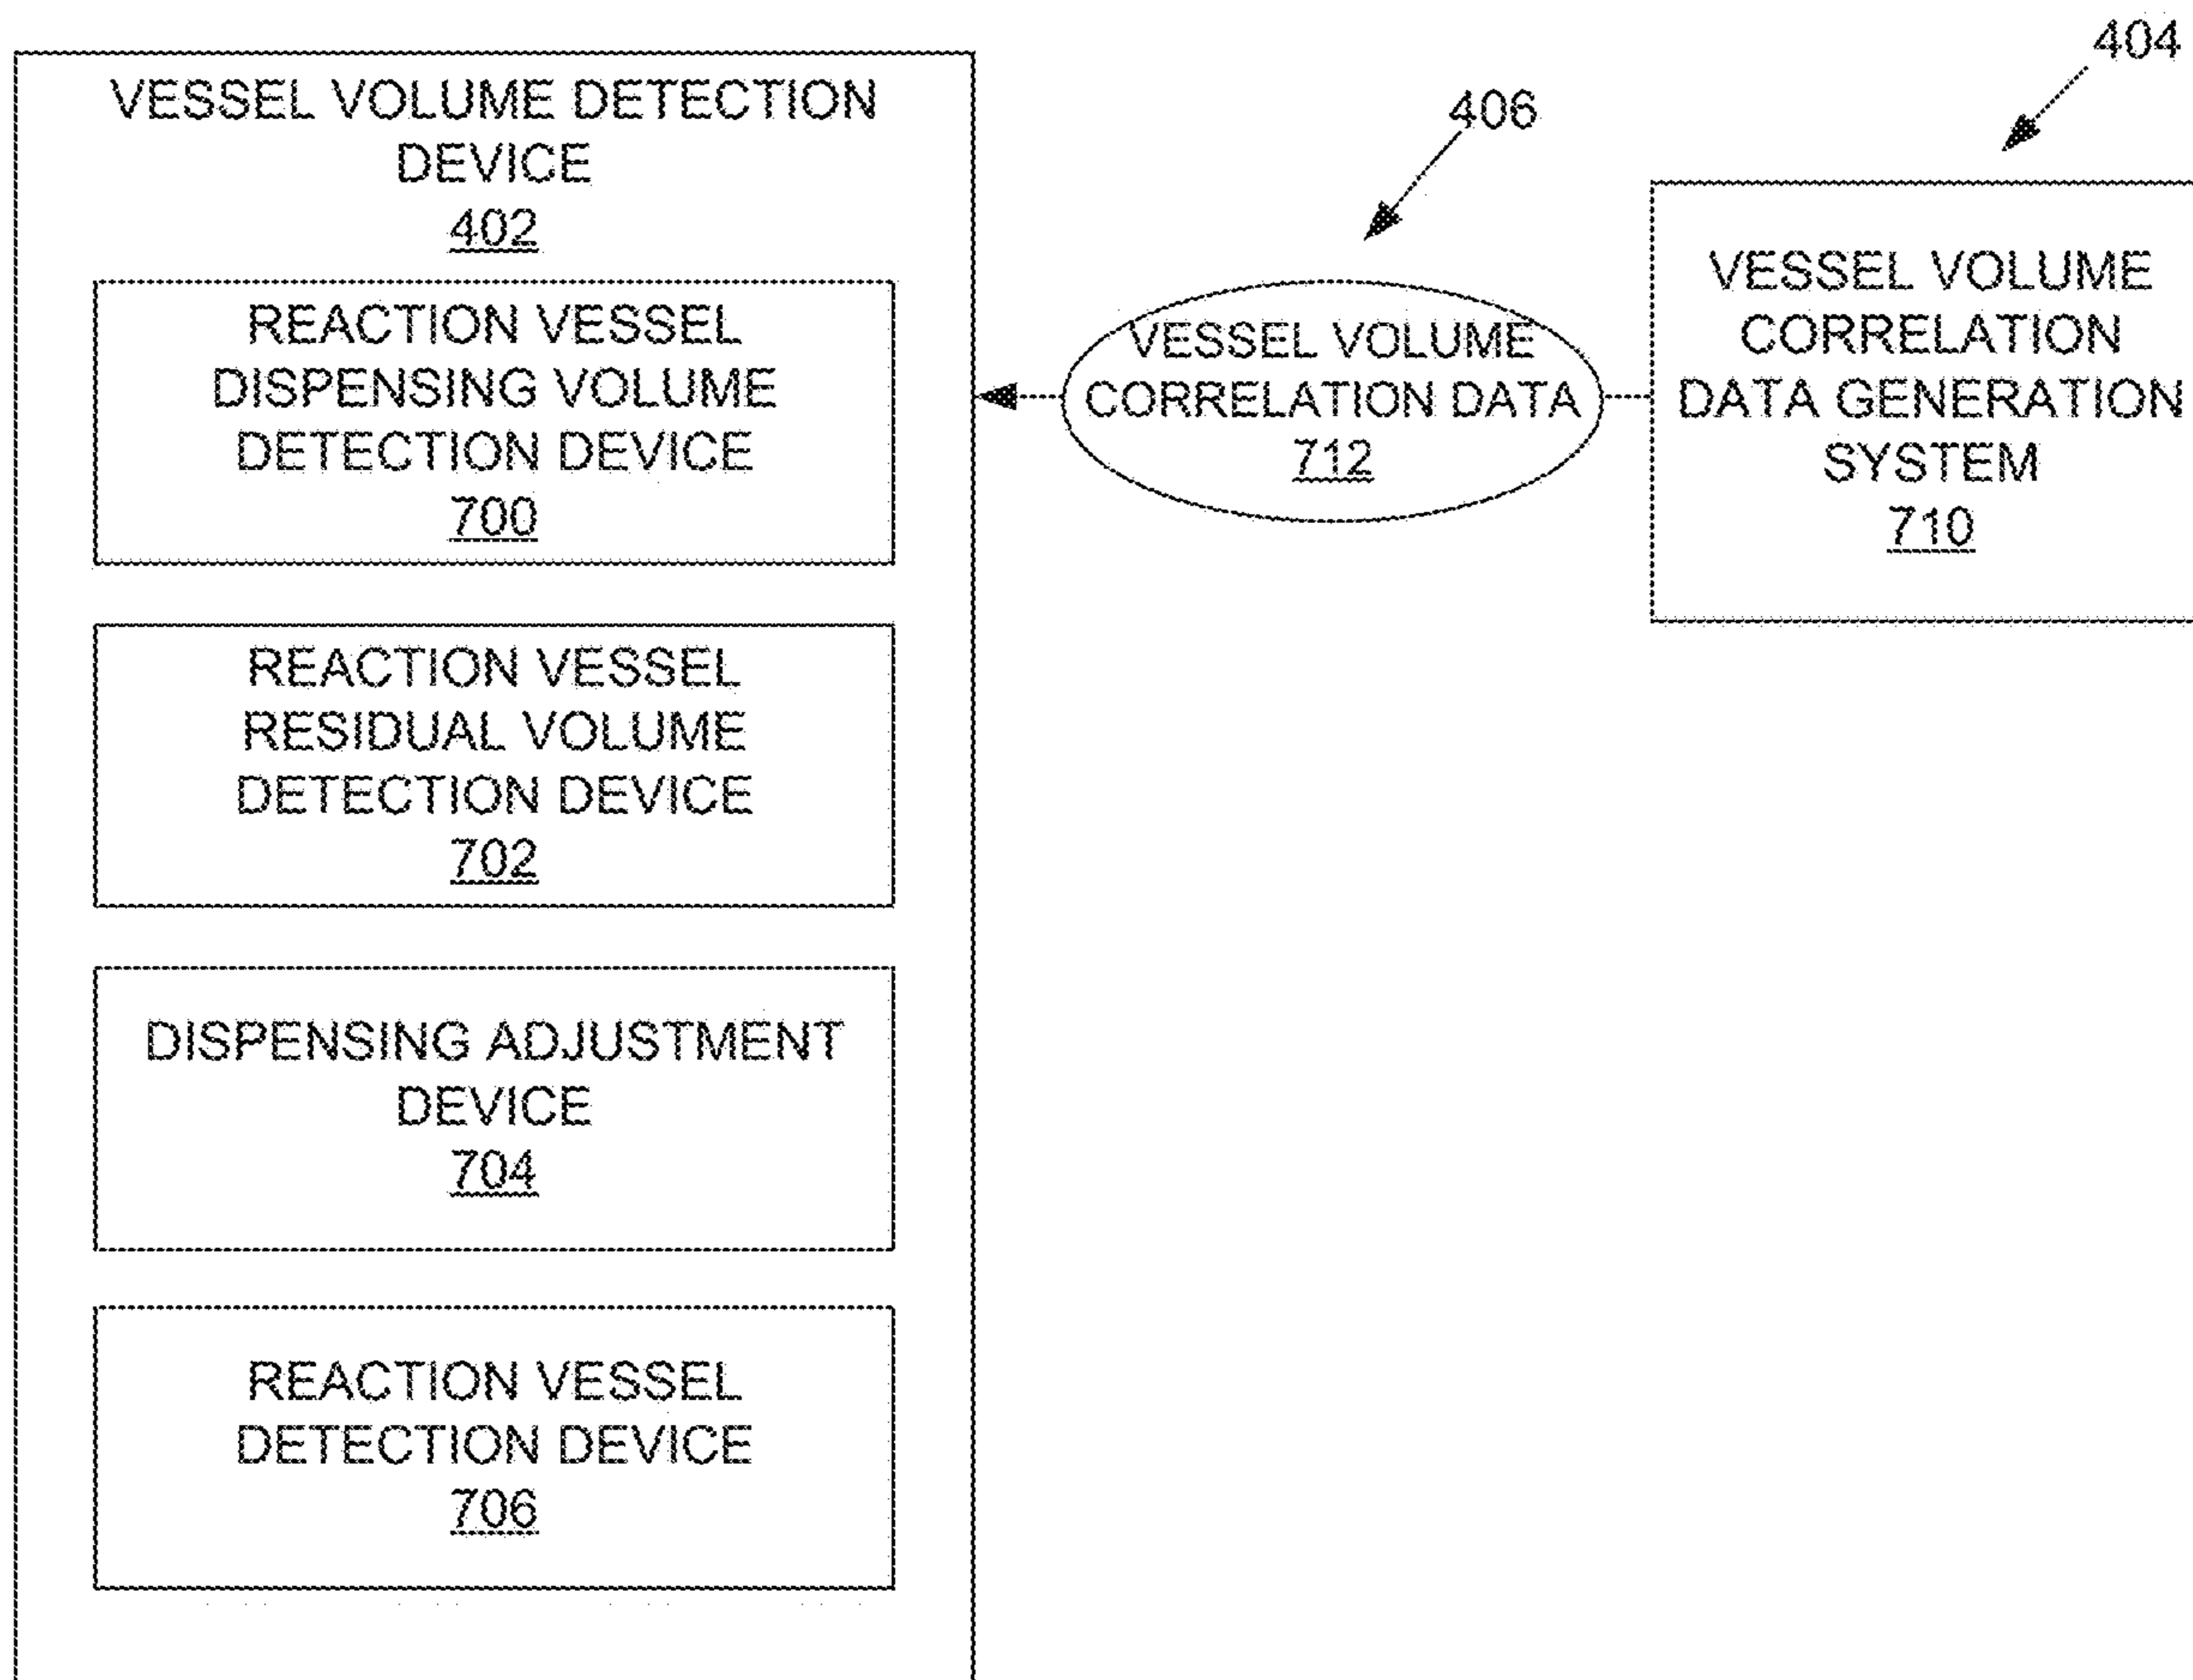 VESSEL VOLUME DETECTION
DEVICE
402
REACTION VESSEL
DISPENSING VOLUME
DETECTION DEVICE
700
REACTION VESSEL
RESIDUAL VOLUME
DETECTION DEVICE
702
DISPENSING ADJUSTMENT
DEVICE
704
REACTION VESSEL
DETECTION DEVICE
706
406
VESSEL VOLUME
CORRELATION DATA
712
404
VESSEL VOLUME
CORRELATION
DATA GENERATION
SYSTEM
710